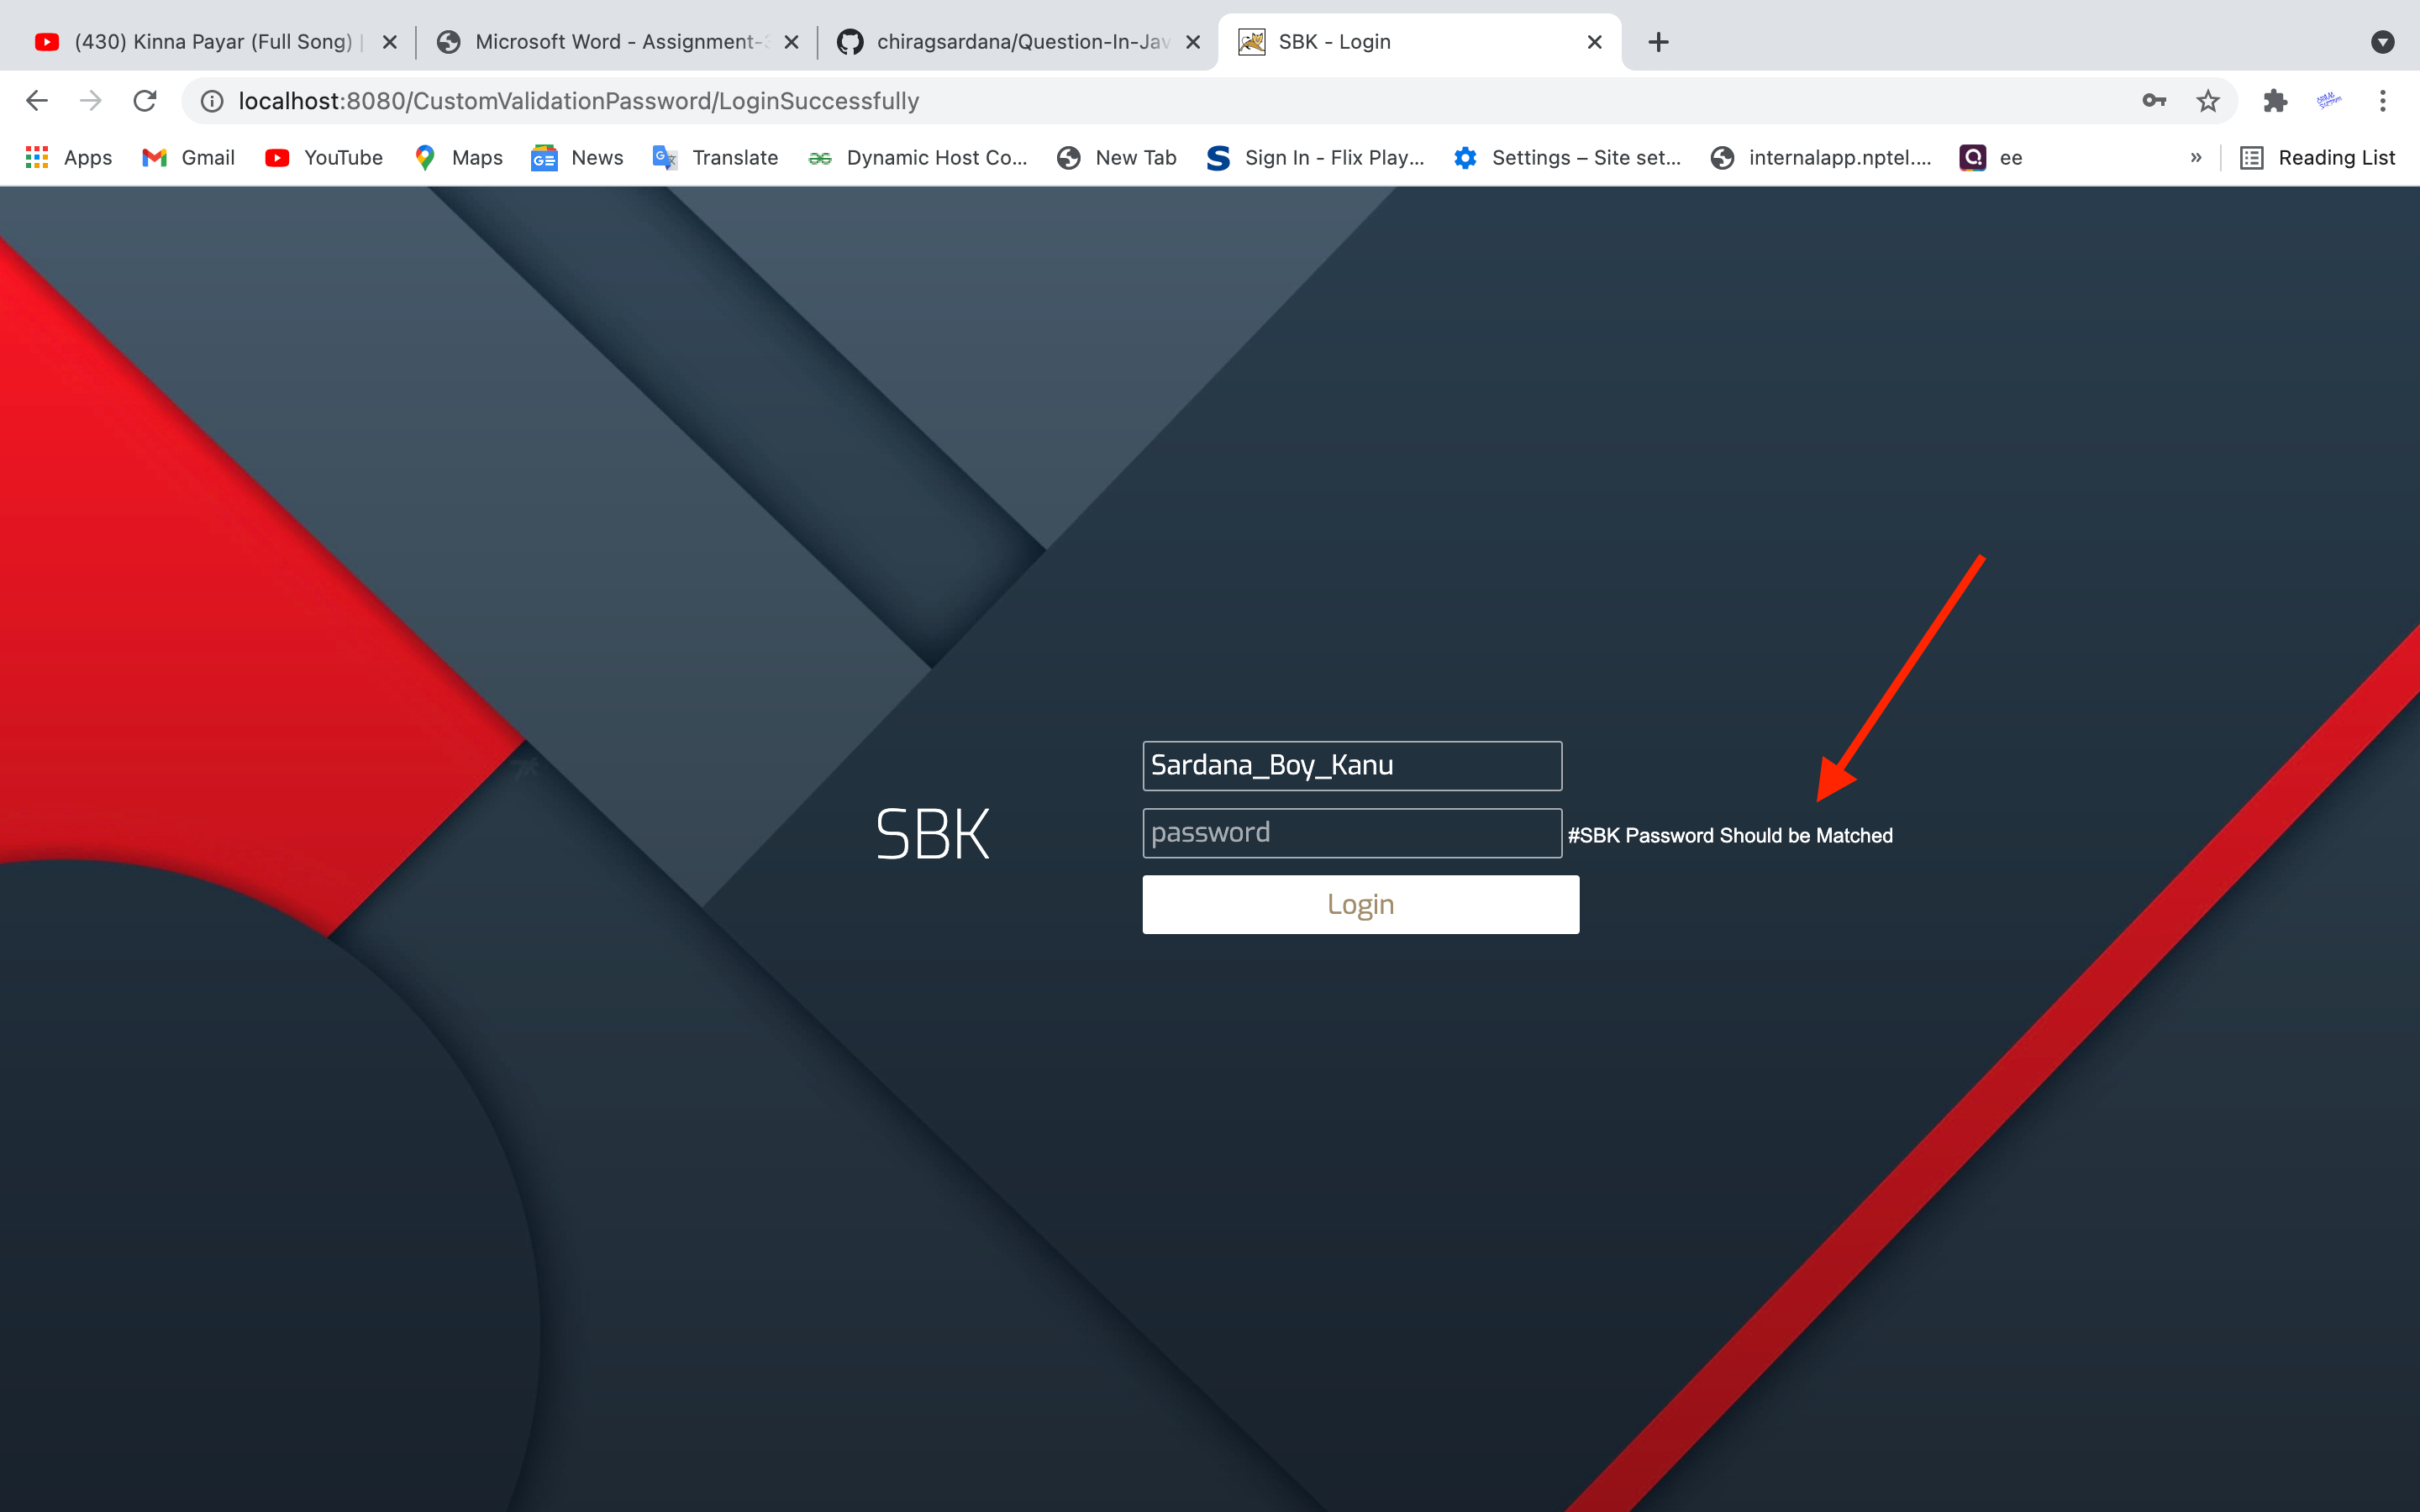 (430) Kinna Payar (Full Song) |
Microsoft Word - Assignment-
chiragsardana/Question-In-Jav
SBK - Login
localhost:8080/CustomValidationPassword/LoginSuccessfully
Apps Gmail YouTube Maps News Translate Dynamic Host Co... New Tab Sign In - Flix Play... Settings – Site set... internalapp.nptel.... ee » Reading List
Sardana_Boy_Kanu
SBK
password #SBK Password Should be Matched
Login